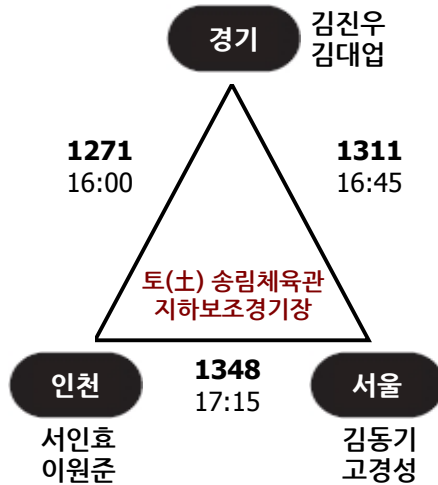 경기
김진우
김대업
1271
16:00
1311
16:45
토(土) 송림체육관
지하보조경기장
인천
1348
17:15
서울
서인효
이원준
김동기
고경성